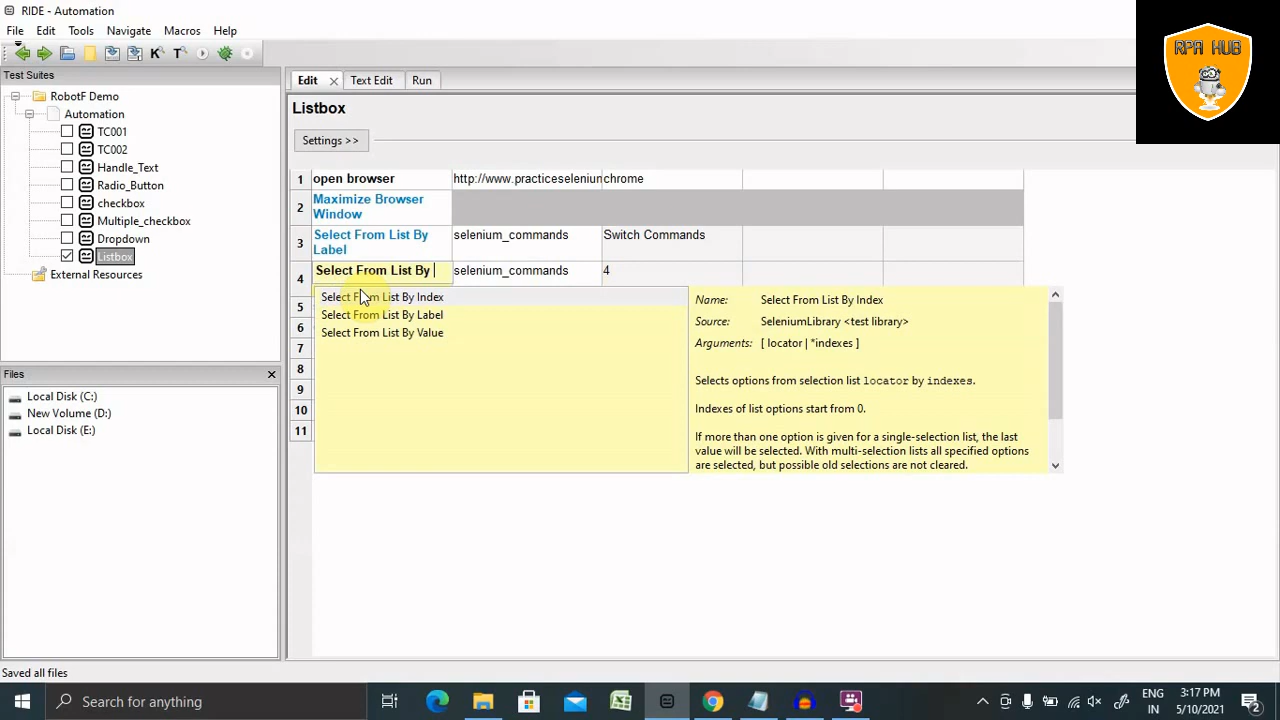 RIDE - Automation
RPA HUB
File Edit Tools Navigate Macros Help
K T
Test Suites
RobotF Demo
Automation
TC001
TC002
Handle_Text
Radio_Button
checkbox
Multiple_checkbox
Dropdown
Listbox
External Resources
Files
Local Disk (C:)
New Volume (D:)
Local Disk (E:)
Edit Text Edit Run
Listbox
Settings >>
1 open browser http://www.practiceseleniun chrome
2 Maximize Browser
Window
3 Select From List By selenium_commands Switch Commands
Label
4 Select From List By selenium_commands 4
5
6
7
8
9
10
11
Select From List By Index
Select From List By Label
Select From List By Value
Name: Select From List By Index
Source: SeleniumLibrary <test library>
Arguments: [ locator | *indexes ]
Selects options from selection list locator by indexes.
Indexes of list options start from 0.
If more than one option is given for a single-selection list, the last
value will be selected. With multi-selection lists all specified options
are selected, but possible old selections are not cleared.
Saved all files
Search for anything
ENG
IN
3:17 PM
5/10/2021
2